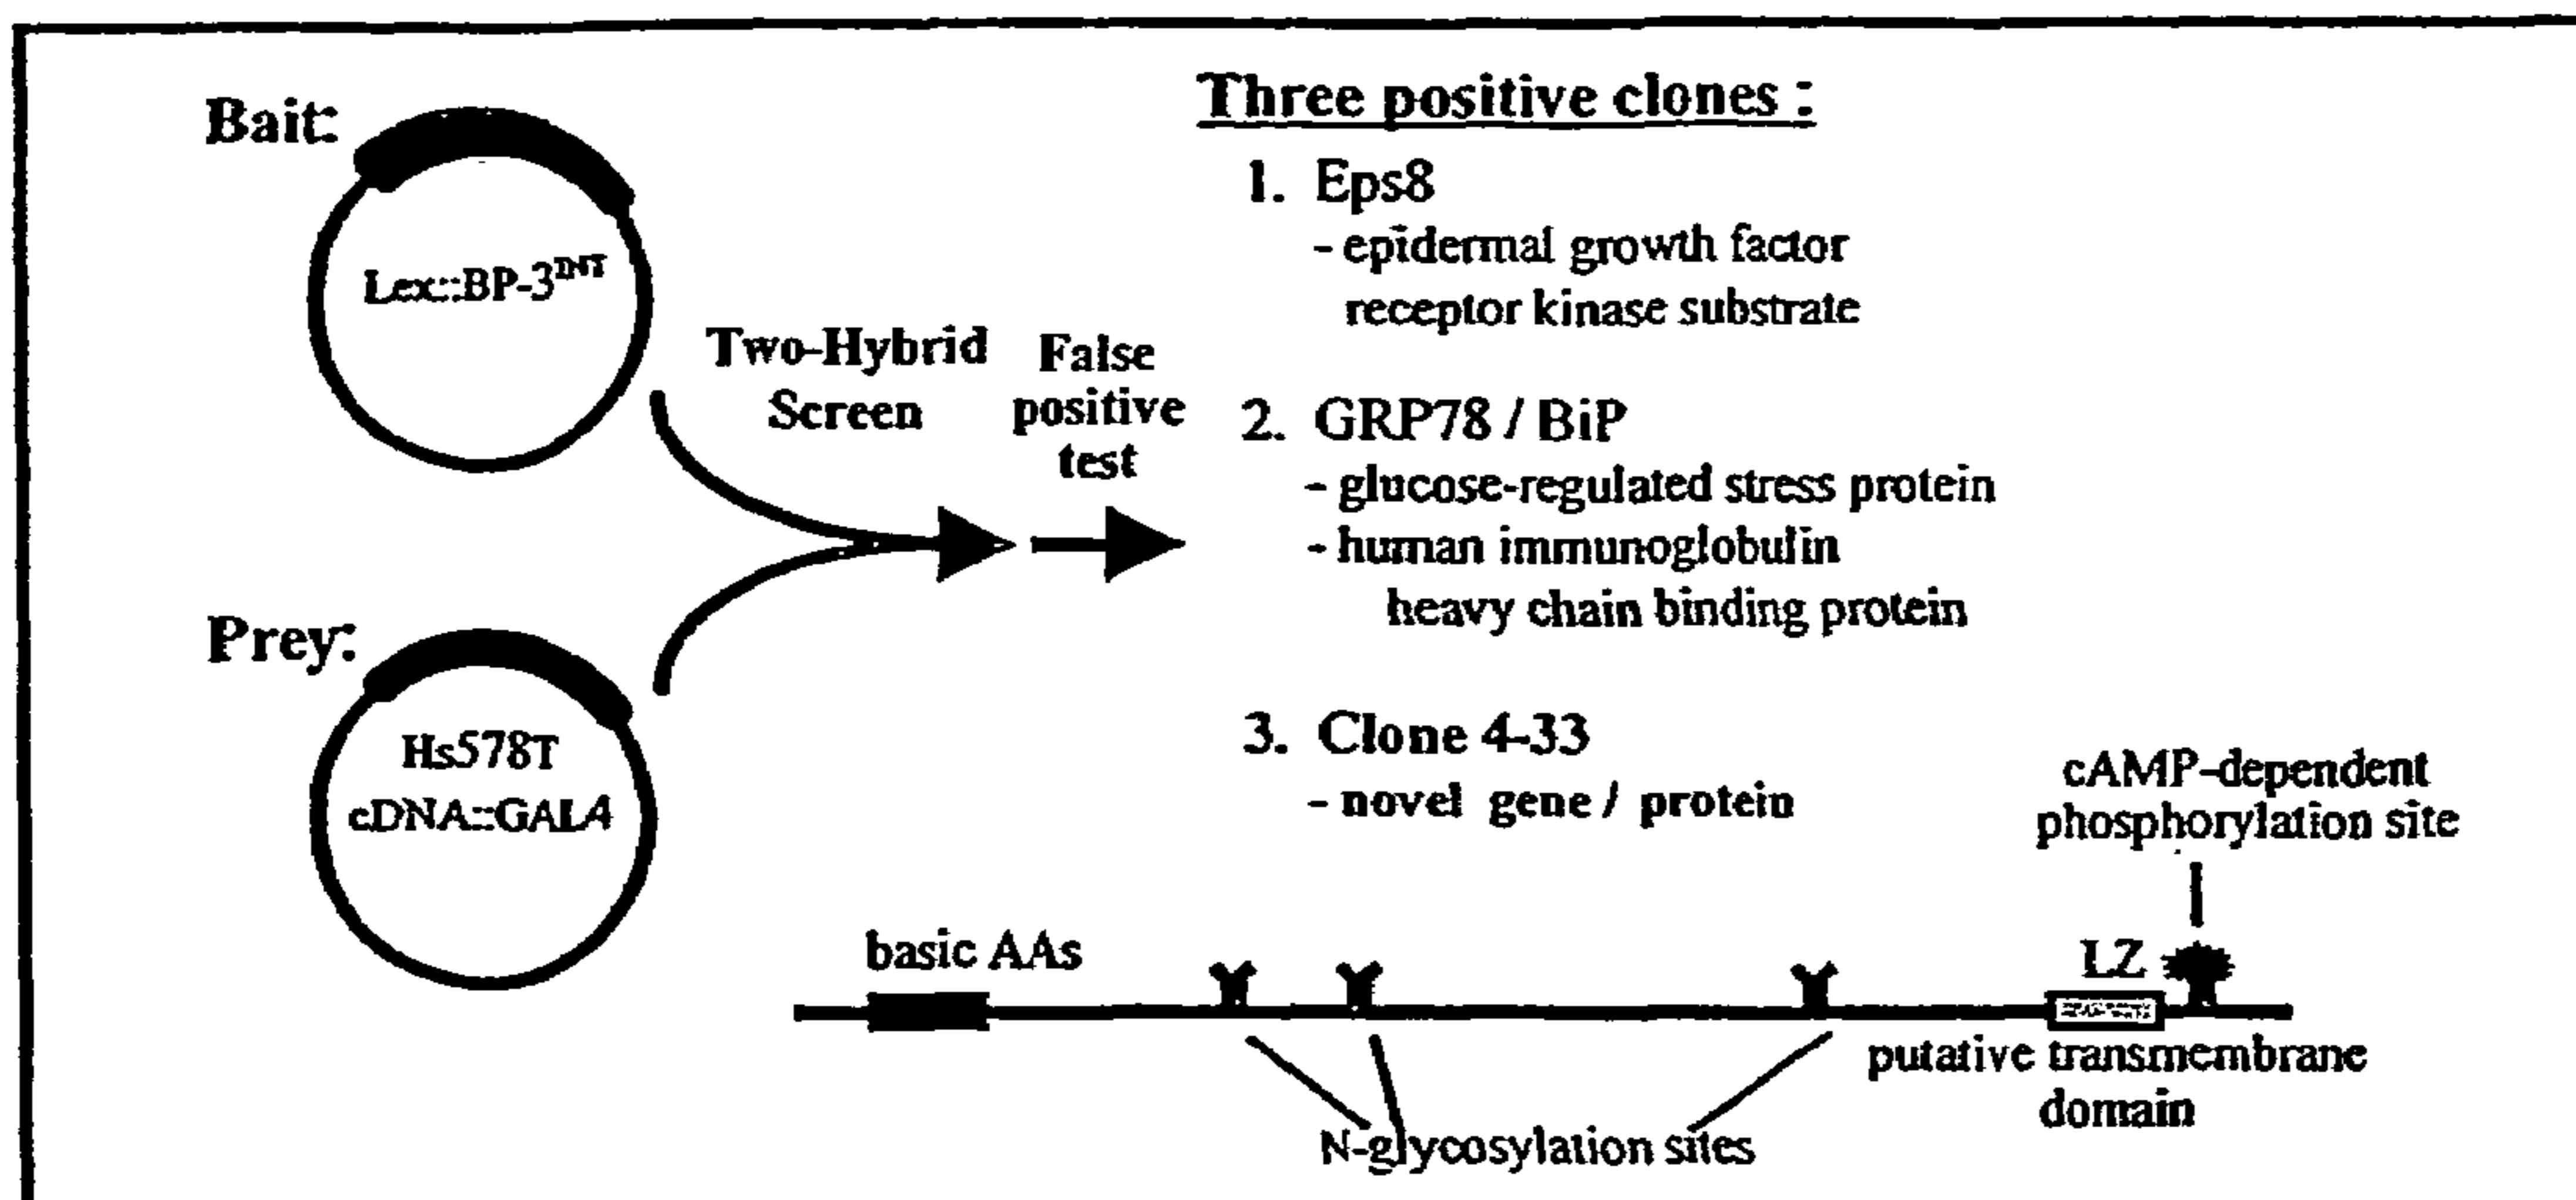 Bait:
Lex::BP-3INT
Two-Hybrid
Screen
False
positive
test
Prey:
Hs578T
cDNA::GAL4
Three positive clones :
1. Eps8
- epidermal growth factor
receptor kinase substrate
2. GRP78 / BiP
- glucose-regulated stress protein
- human immunoglobulin
heavy chain binding protein
3. Clone 4-33
- novel gene / protein
cAMP-dependent
phosphorylation site
basic AAs
LZ
putative transmembrane
domain
N-glycosylation sites